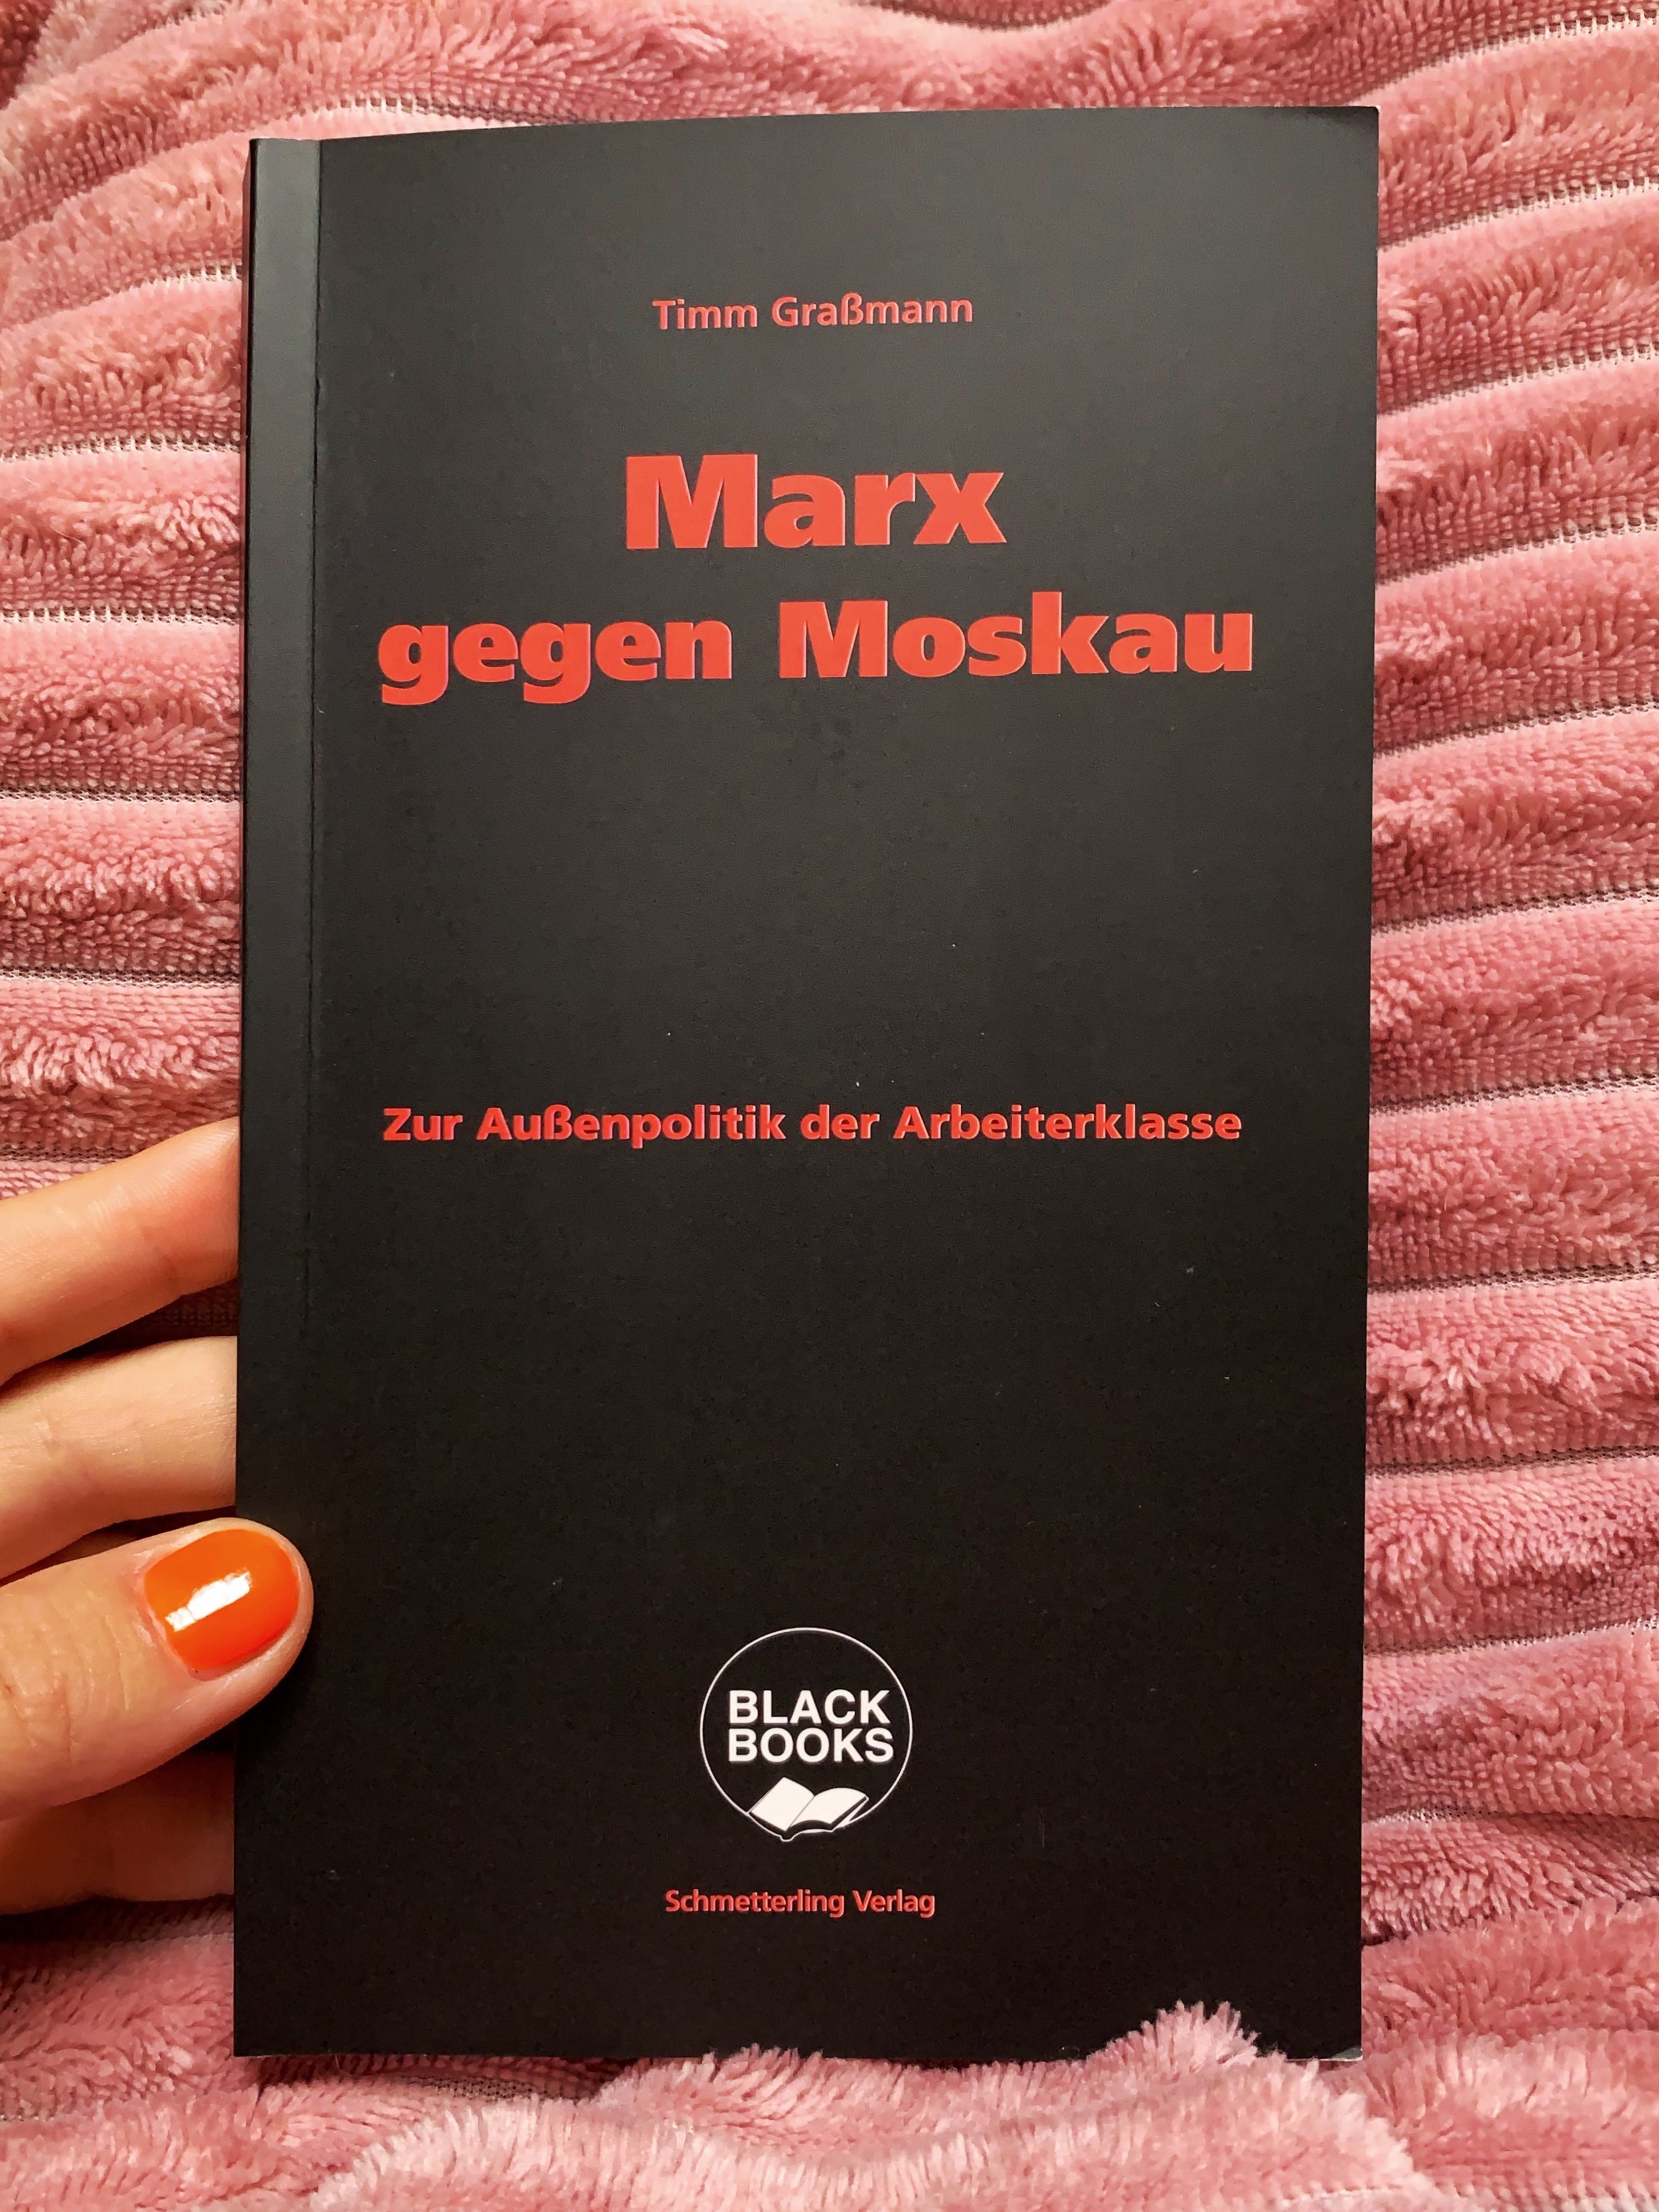 Timm Graßmann
Marx
gegen Moskau
Zur Außenpolitik der Arbeiterklasse
BLACK
BOOKS
Schmetterling Verlag